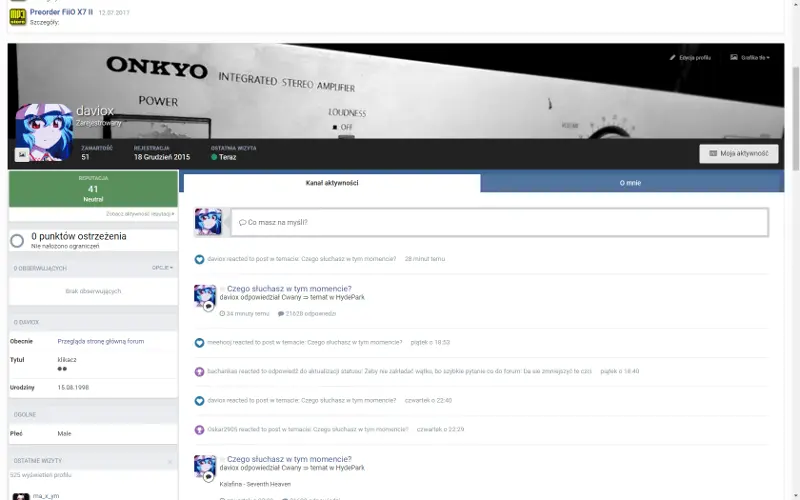 Preorder FiiO X7 II 12.07.2017
Szczegóły:
ONKYO INTEGRATED STEREO AMPLIFIER
POWER
LOUDNESS
OFF
Edycja profilu
Grafika tła
daviox
Zarejestrowany
ZAWARTOŚĆ
51
REJESTRACJA
18 Grudzień 2015
OSTATNIA WIZYTA
Teraz
Moja aktywność
REPUTACJA
41
Neutral
Zobacz aktywność reputacji
0 punktów ostrzeżenia
Nie nałożono ograniczeń
0 OBSERWUJĄCYCH
OPCJE
Brak obserwujących
O DAVIOX
Obecnie Przegląda stronę główną forum
Tytuł klikacz
Urodziny 15.08.1998
OGÓLNE
Płeć Male
OSTATNIE WIZYTY
525 wyświetleń profilu
ma_x_ym
Kanał aktywności
O mnie
Co masz na myśli?
daviox reacted to post w temacie: Czego słuchasz w tym momencie? 28 minut temu
Czego słuchasz w tym momencie?
daviox odpowiedział Cwany ⇒ temat w HydePark
34 minuty temu 21628 odpowiedzi
meehooj reacted to post w temacie: Czego słuchasz w tym momencie? piątek o 18:53
bachankas reacted to odpowiedź do aktualizacji statusu: Żeby nie zakładać wątku, bo szybkie pytanie co do forum: Da się zmniejszyć te czci piątek o 18:40
daviox reacted to post w temacie: Czego słuchasz w tym momencie? czwartek o 22:40
Oskar2905 reacted to post w temacie: Czego słuchasz w tym momencie? czwartek o 22:29
Czego słuchasz w tym momencie?
daviox odpowiedział Cwany ⇒ temat w HydePark
Kalafina - Seventh Heaven